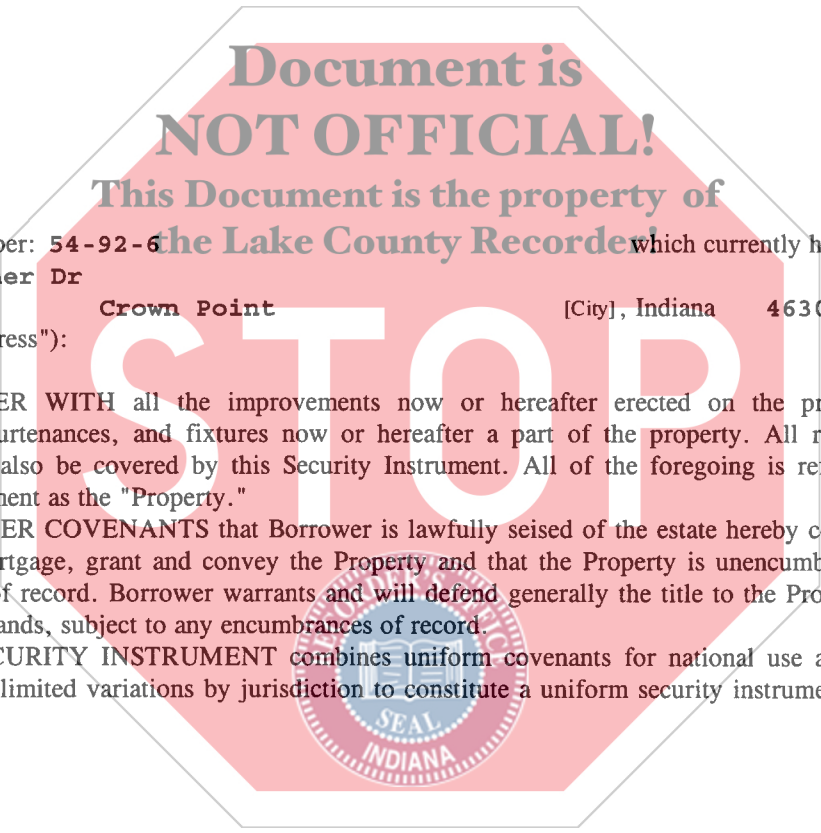 Document is
NOT OFFICIAL!
This Document is the property of
the Lake County Recorder!
ber: 54-92-6 which currently h
her Dr
Crown Point [City], Indiana 4630
ress"):
STOP
ER WITH all the improvements now or hereafter erected on the pr
urtenances, and fixtures now or hereafter a part of the property. All r
also be covered by this Security Instrument. All of the foregoing is re
ment as the "Property."
ER COVENANTS that Borrower is lawfully seised of the estate hereby c
rtgage, grant and convey the Property and that the Property is unencumb
f record. Borrower warrants and will defend generally the title to the Pro
ands, subject to any encumbrances of record.
CURITY INSTRUMENT combines uniform covenants for national use a
limited variations by jurisdiction to constitute a uniform security instrume
RECORDER'S OFFICE
SEAL
INDIANA